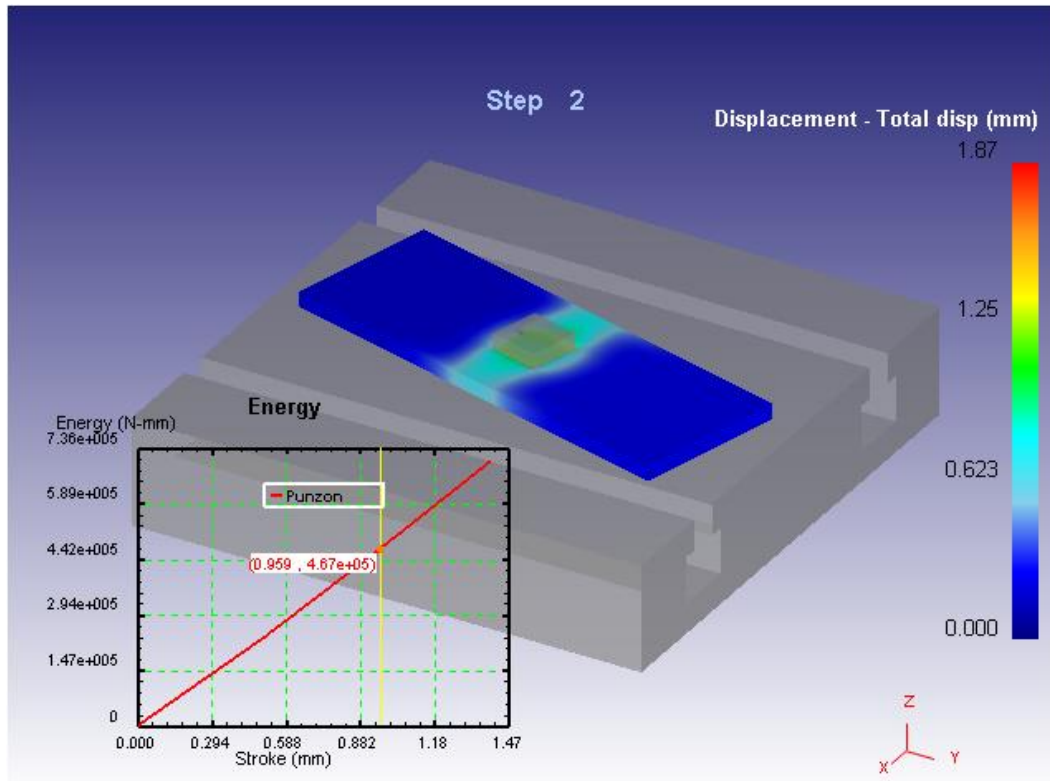 Step 2
Displacement - Total disp (mm)
1.87
1.25
0.623
0.000
Energy
Energy (N-mm)
7.36e+005
5.89e+005
4.42e+005
2.94e+005
1.47e+005
0
Punzon
(0.959 , 4.67e+05)
0.000 0.294 0.588 0.882 1.18 1.47
Stroke (mm)
Z
X
Y